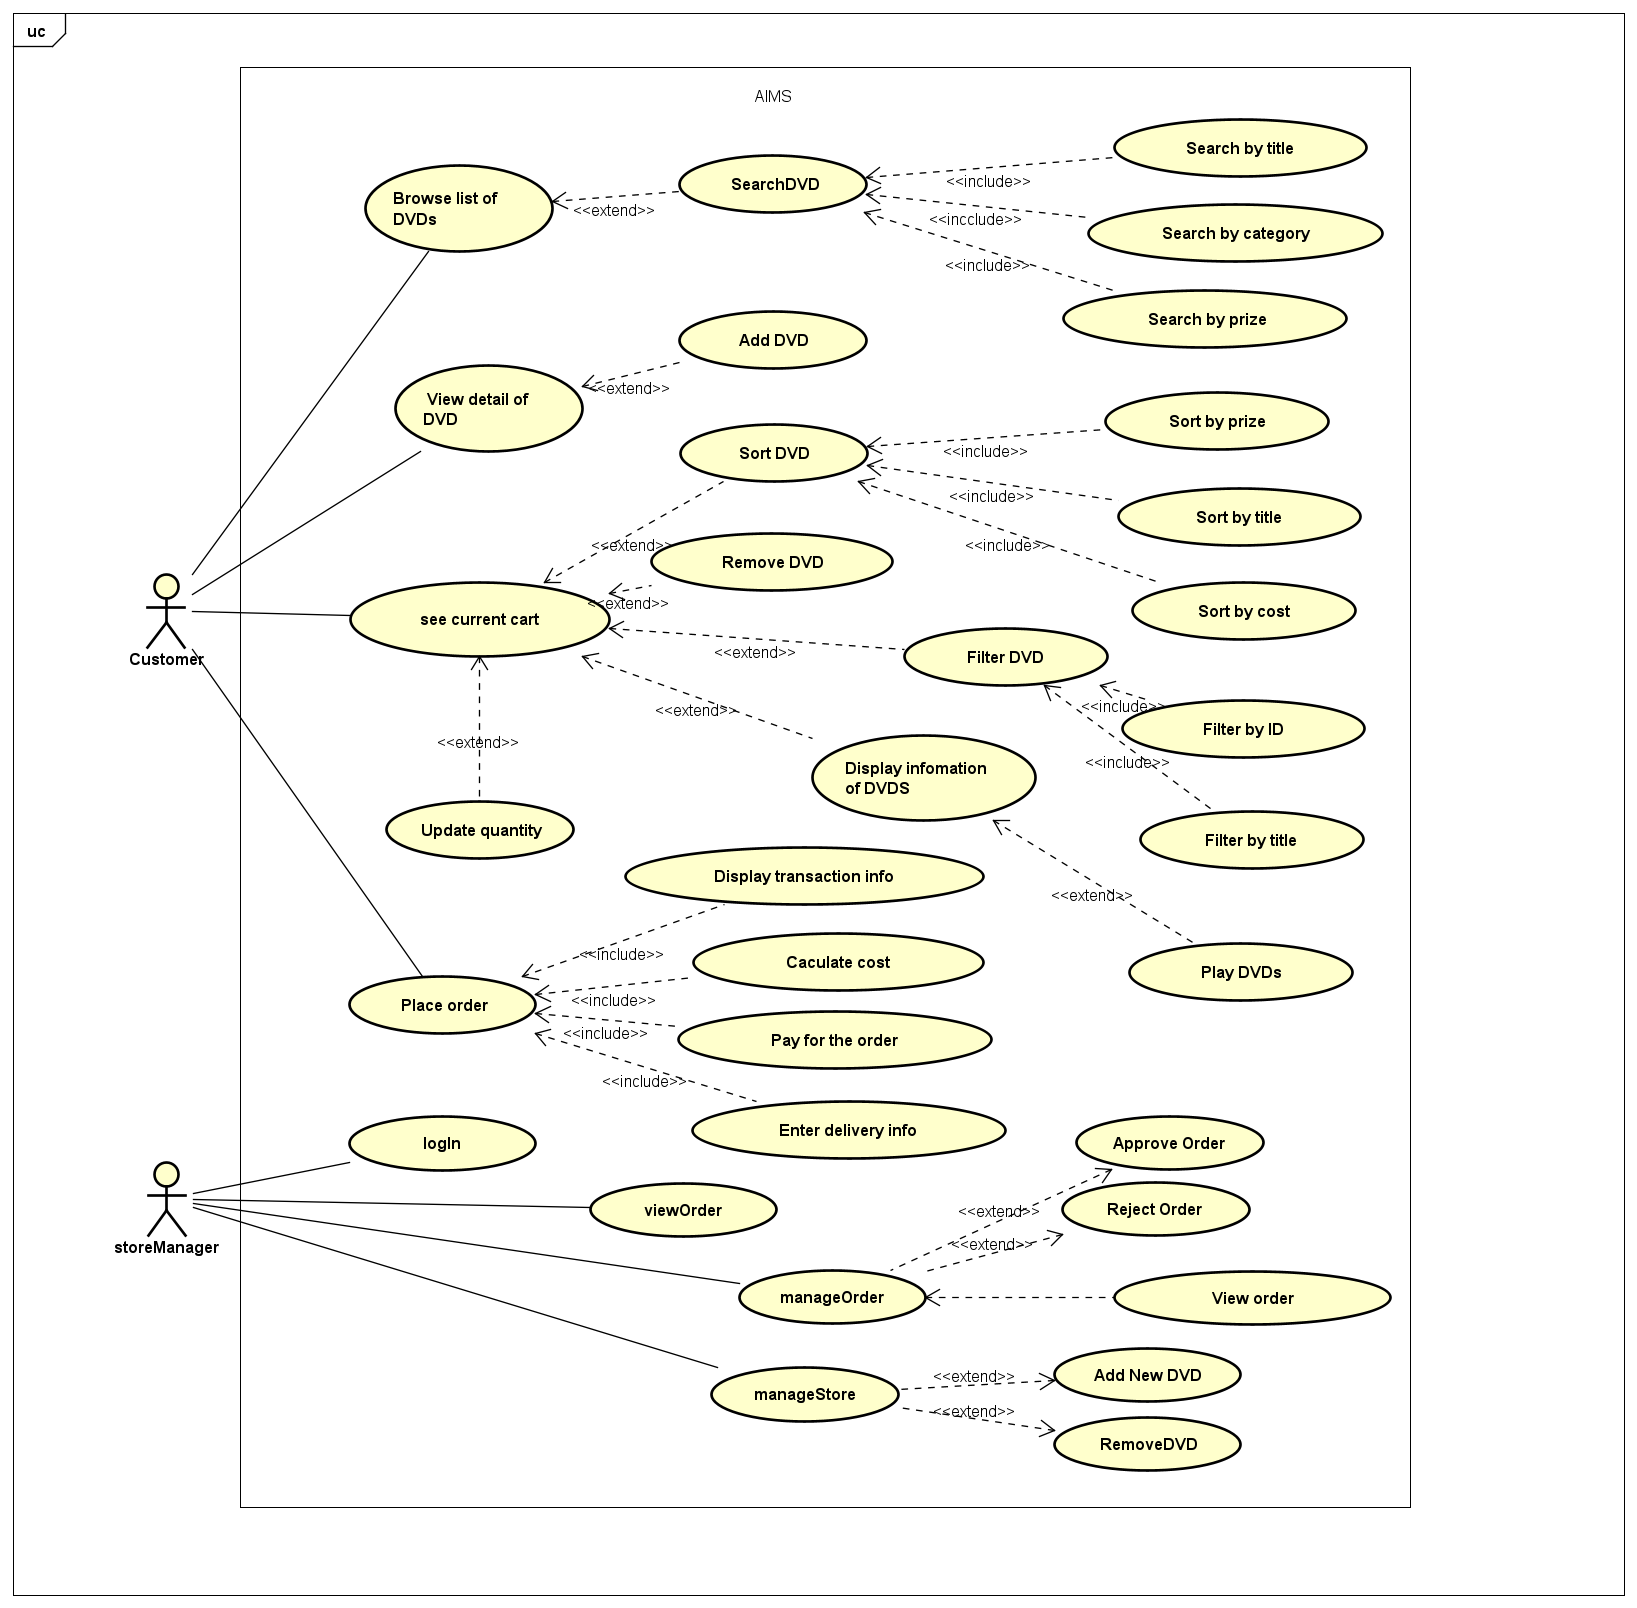 uc
AIMS
Search by title
Browse list of
DVDs
SearchDVD
<<include>>
<<extend>>
<<incclude>>
Search by category
<<include>>
Search by prize
Add DVD
View detail of
DVD
<<extend>>
Sort DVD
Sort by prize
<<include>>
<<include>>
Sort by title
<<extend>>
<<include>>
Remove DVD
<<extend>>
Sort by cost
see current cart
Customer
<<extend>>
Filter DVD
<<extend>>
<<include>>
Filter by ID
<<extend>>
<<include>>
Display infomation
of DVDS
Update quantity
Filter by title
Display transaction info
<<extend>>
<<include>>
Caculate cost
Play DVDs
Place order
<<include>>
<<include>>
Pay for the order
<<include>>
Enter delivery info
logIn
Approve Order
viewOrder
<<extend>>
Reject Order
storeManager
<<extend>>
manageOrder
View order
manageStore
<<extend>>
Add New DVD
<<extend>>
RemoveDVD